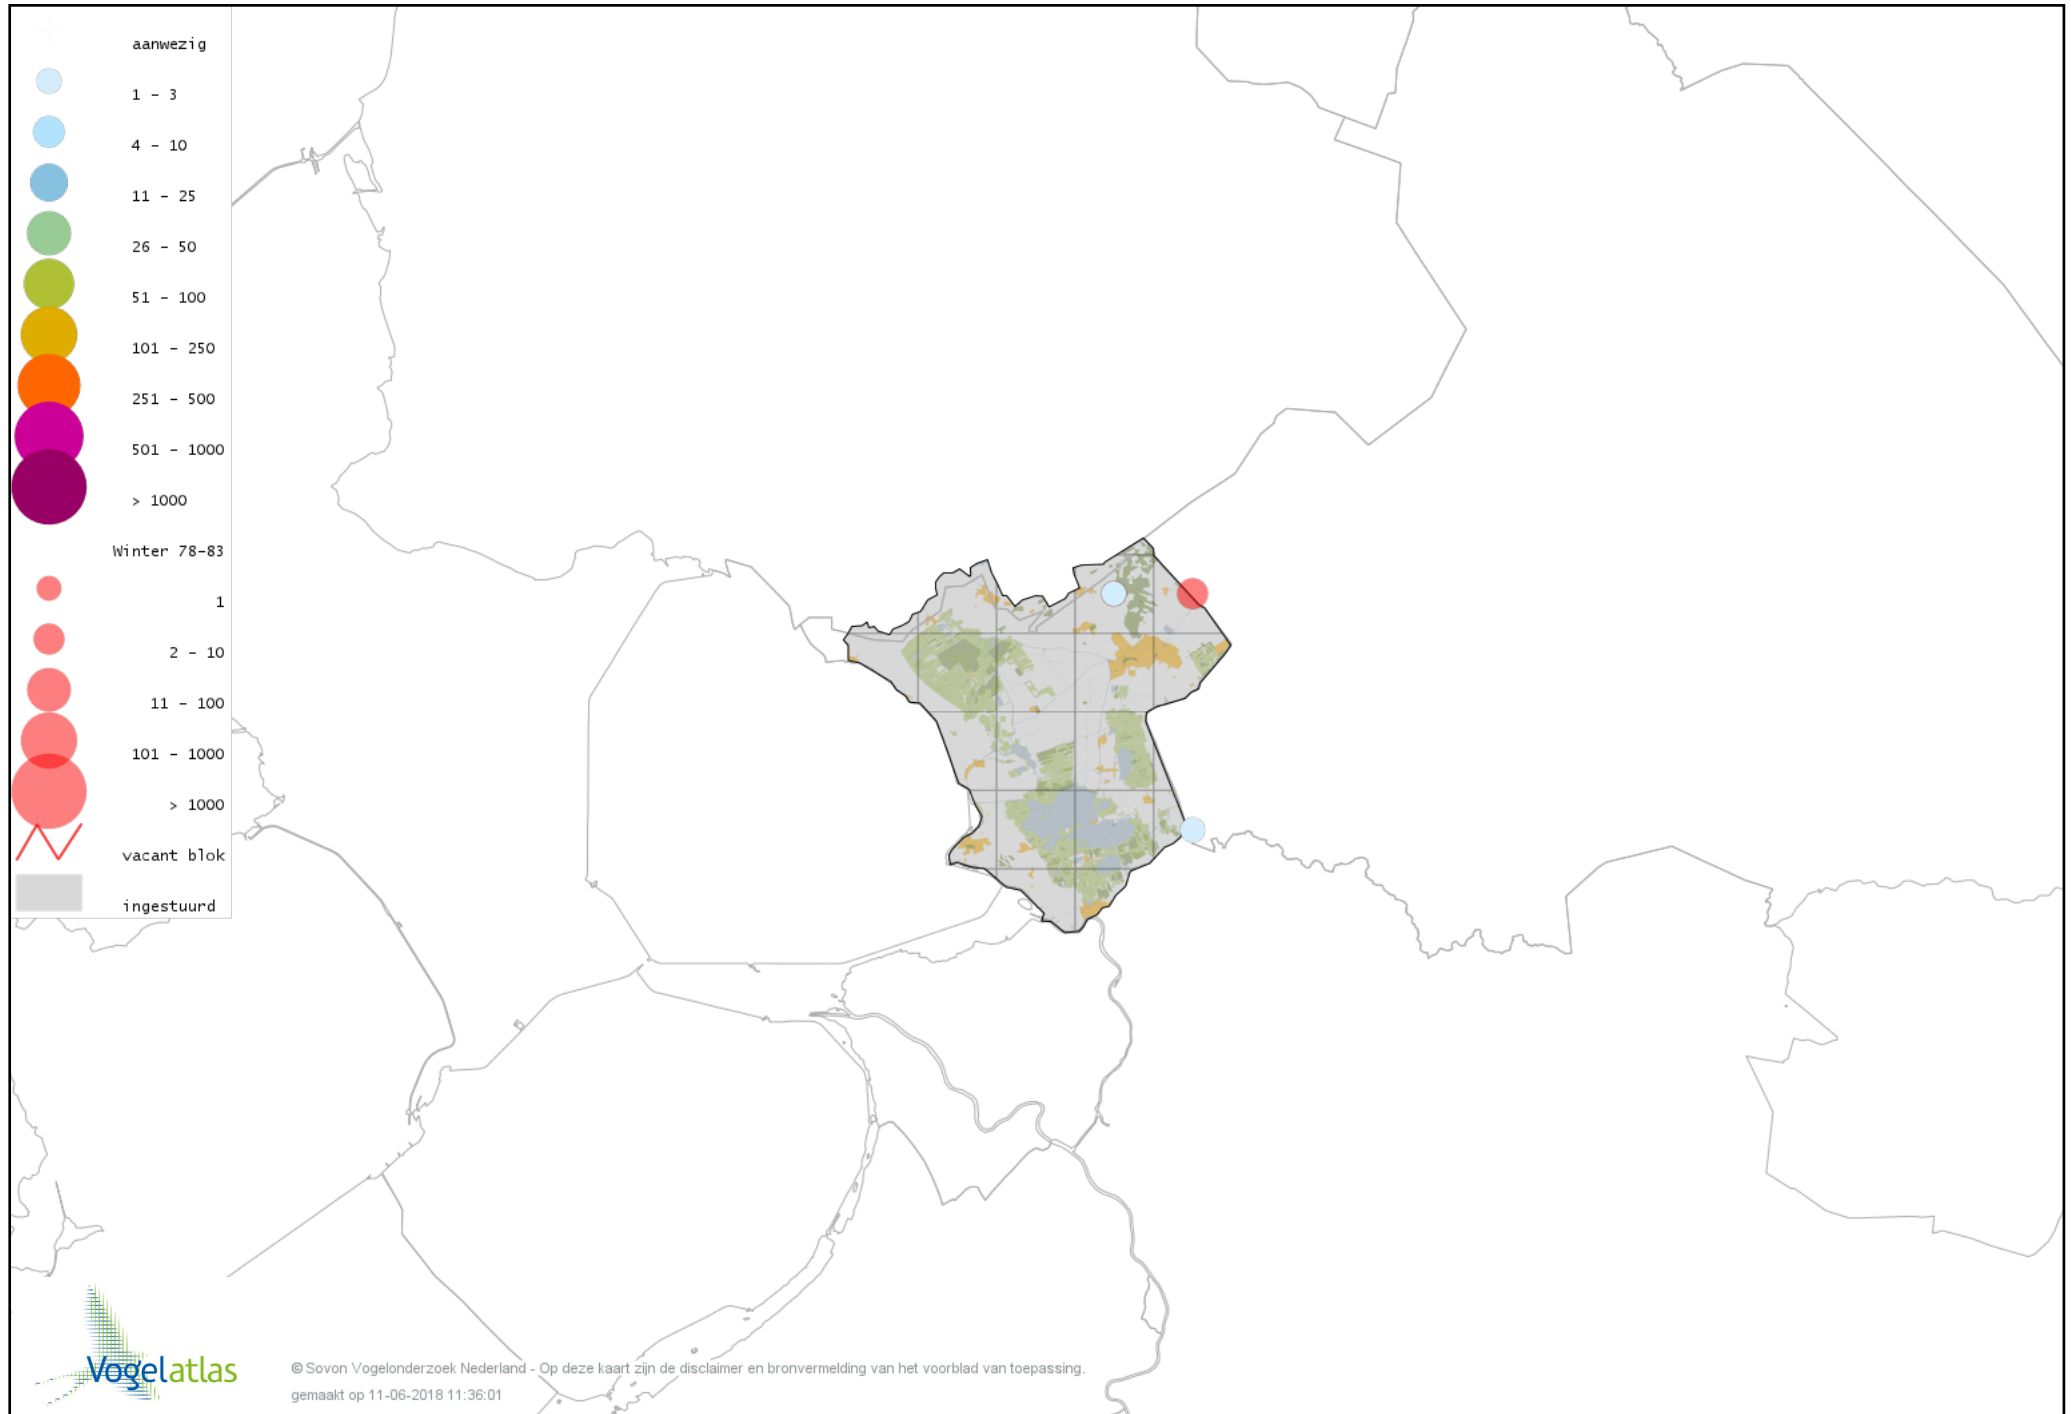 aanwezig
1 - 3
4 - 10
11 - 25
26 - 50
51 - 100
101 - 250
251 - 500
501 - 1000
> 1000
Winter 78-83
1
2 - 10
11 - 100
101 - 1000
> 1000
vacant blok
ingestuurd
Vogelatlas
© Sovon Vogelonderzoek Nederland - Op deze kaart zijn de disclaimer en bronvermelding van het voorblad van toepassing.
gemaakt op 11-06-2018 11:36:01